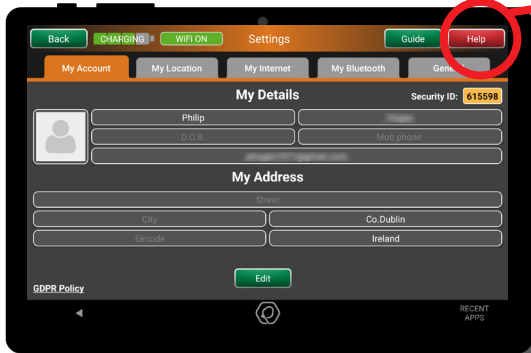 Back CHARGING WiFi ON Settings Guide Help
My Account My Location My Internet My Bluetooth
My Details Security ID: 615598
Philip
D.O.B. Mob phone
My Address
Street
City Co.Dublin
Eircode Ireland
Edit
GDPR Policy
RECENT
APPS